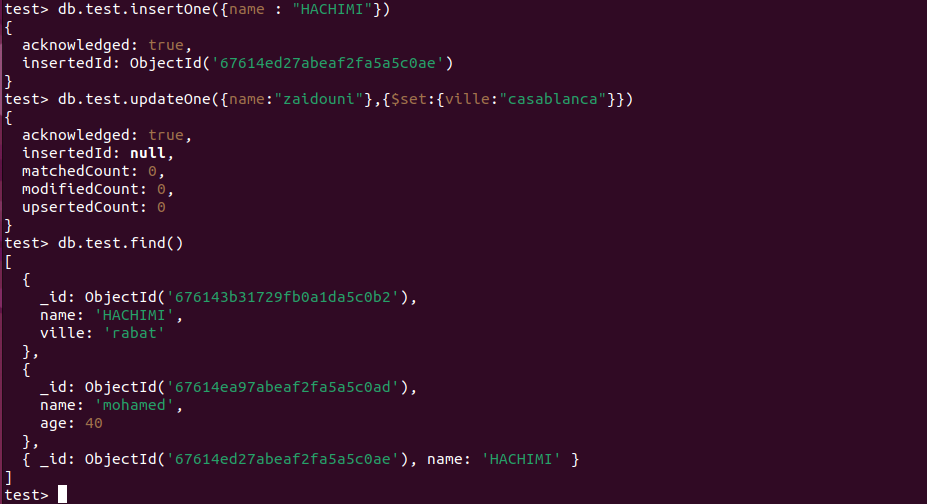 test> db.test.insertOne({name : "HACHIMI"})
{
  acknowledged: true,
  insertedId: ObjectId('67614ed27abeaf2fa5a5c0ae')
}
test> db.test.updateOne({name:"zaidouni"},{$set:{ville:"casablanca"}})
{
  acknowledged: true,
  insertedId: null,
  matchedCount: 0,
  modifiedCount: 0,
  upsertedCount: 0
}
test> db.test.find()
[
  {
    _id: ObjectId('676143b31729fb0a1da5c0b2'),
    name: 'HACHIMI',
    ville: 'rabat'
  },
  {
    _id: ObjectId('67614ea97abeaf2fa5a5c0ad'),
    name: 'mohamed',
    age: 40
  },
  { _id: ObjectId('67614ed27abeaf2fa5a5c0ae'), name: 'HACHIMI' }
]
test>